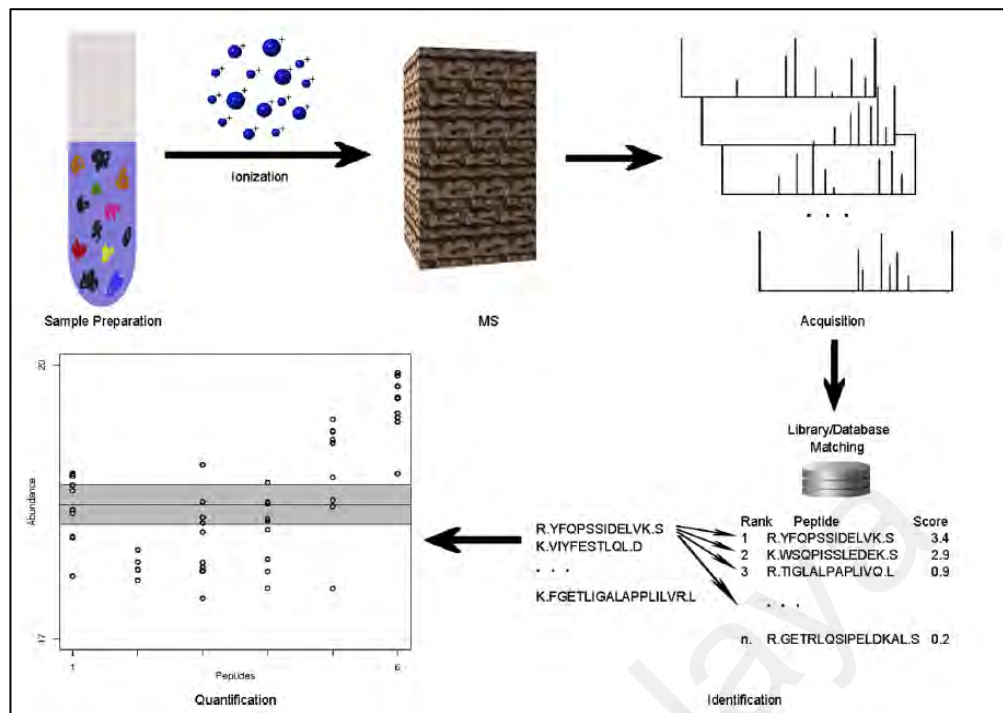 Ionization
Sample Preparation
MS
Acquisition
Library/Database
Matching
Rank Peptide Score
1 R.YFQPSSIDELVK.S 3.4
2 K.WSQPISSLEDEK.S 2.9
3 R.TIGLALPAPLIVQ.L 0.9
. . .
n. R.GETRLQSIPELDKAL.S 0.2
Identification
R.YFQPSSIDELVK.S
K.VIYFESTLQL.D
. . .
K.FGETLIGALAPPLILVR.L
20
Abundance
17
1 6
Peptides
Quantification